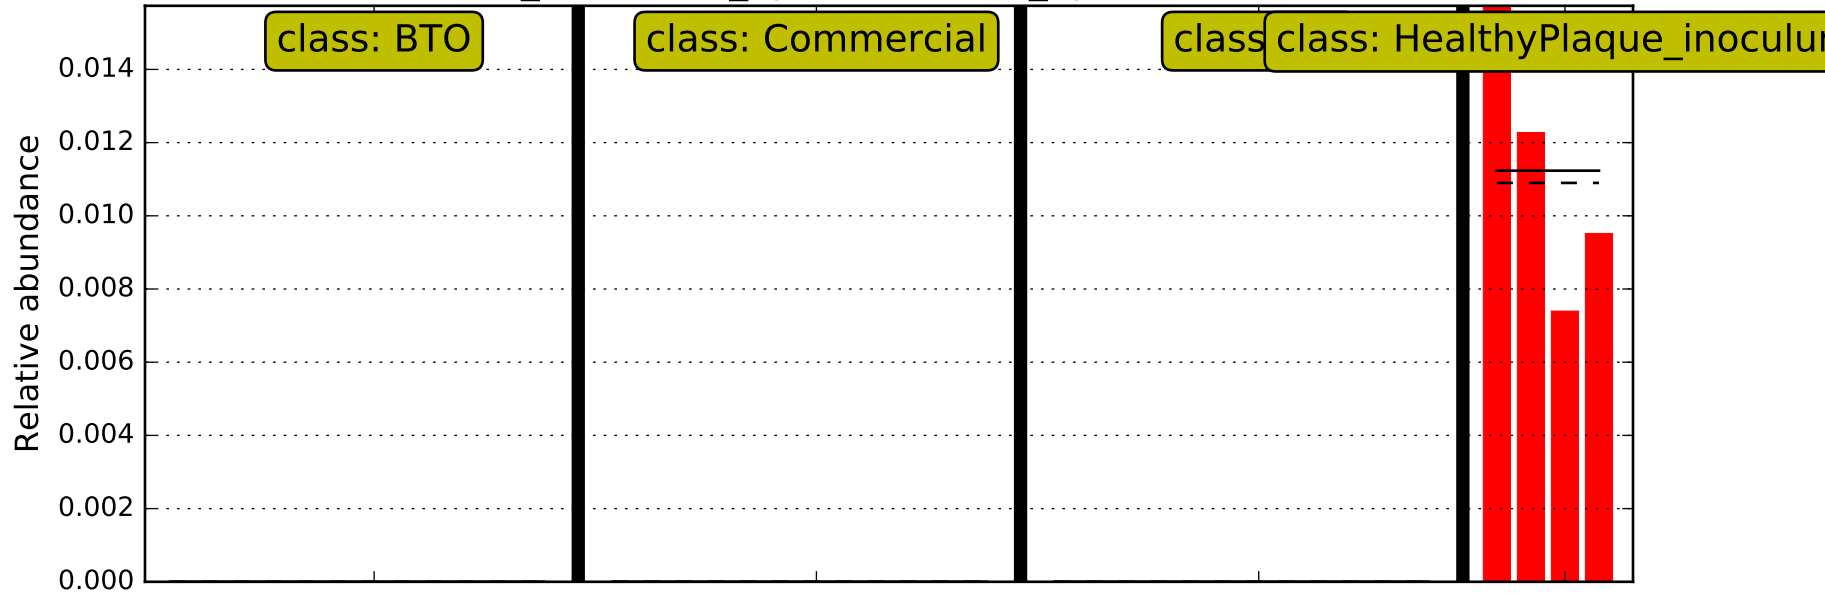 class: BTO
class: Commercial
class
class: HealthyPlaque_inoculu
0.014
0.012
0.010
0.008
0.006
0.004
0.002
0.000
Relative abundance